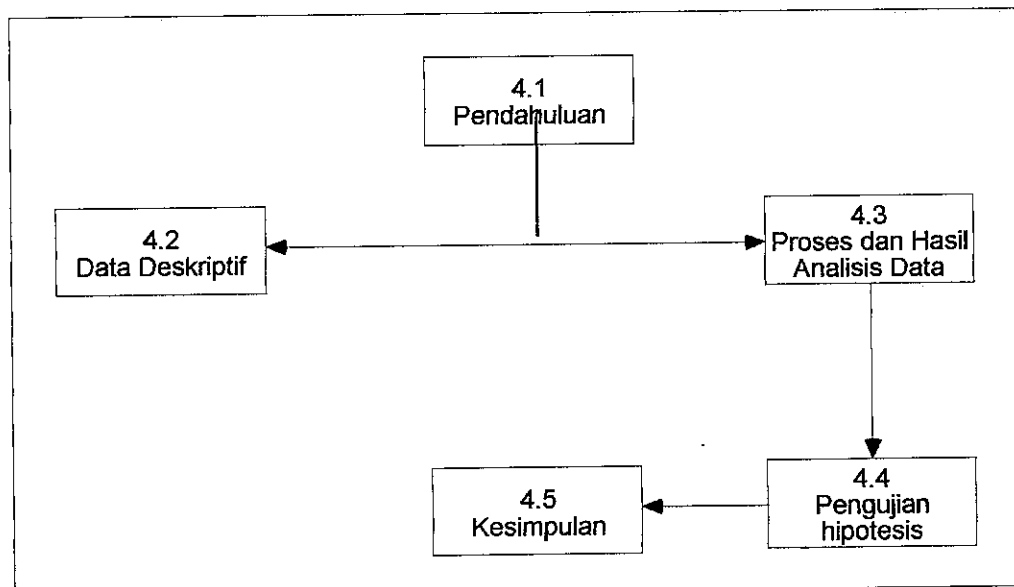 4.1
Pendahuluan
4.2
Data Deskriptif
4.3
Proses dan Hasil
Analisis Data
4.4
Pengujian
hipotesis
4.5
Kesimpulan